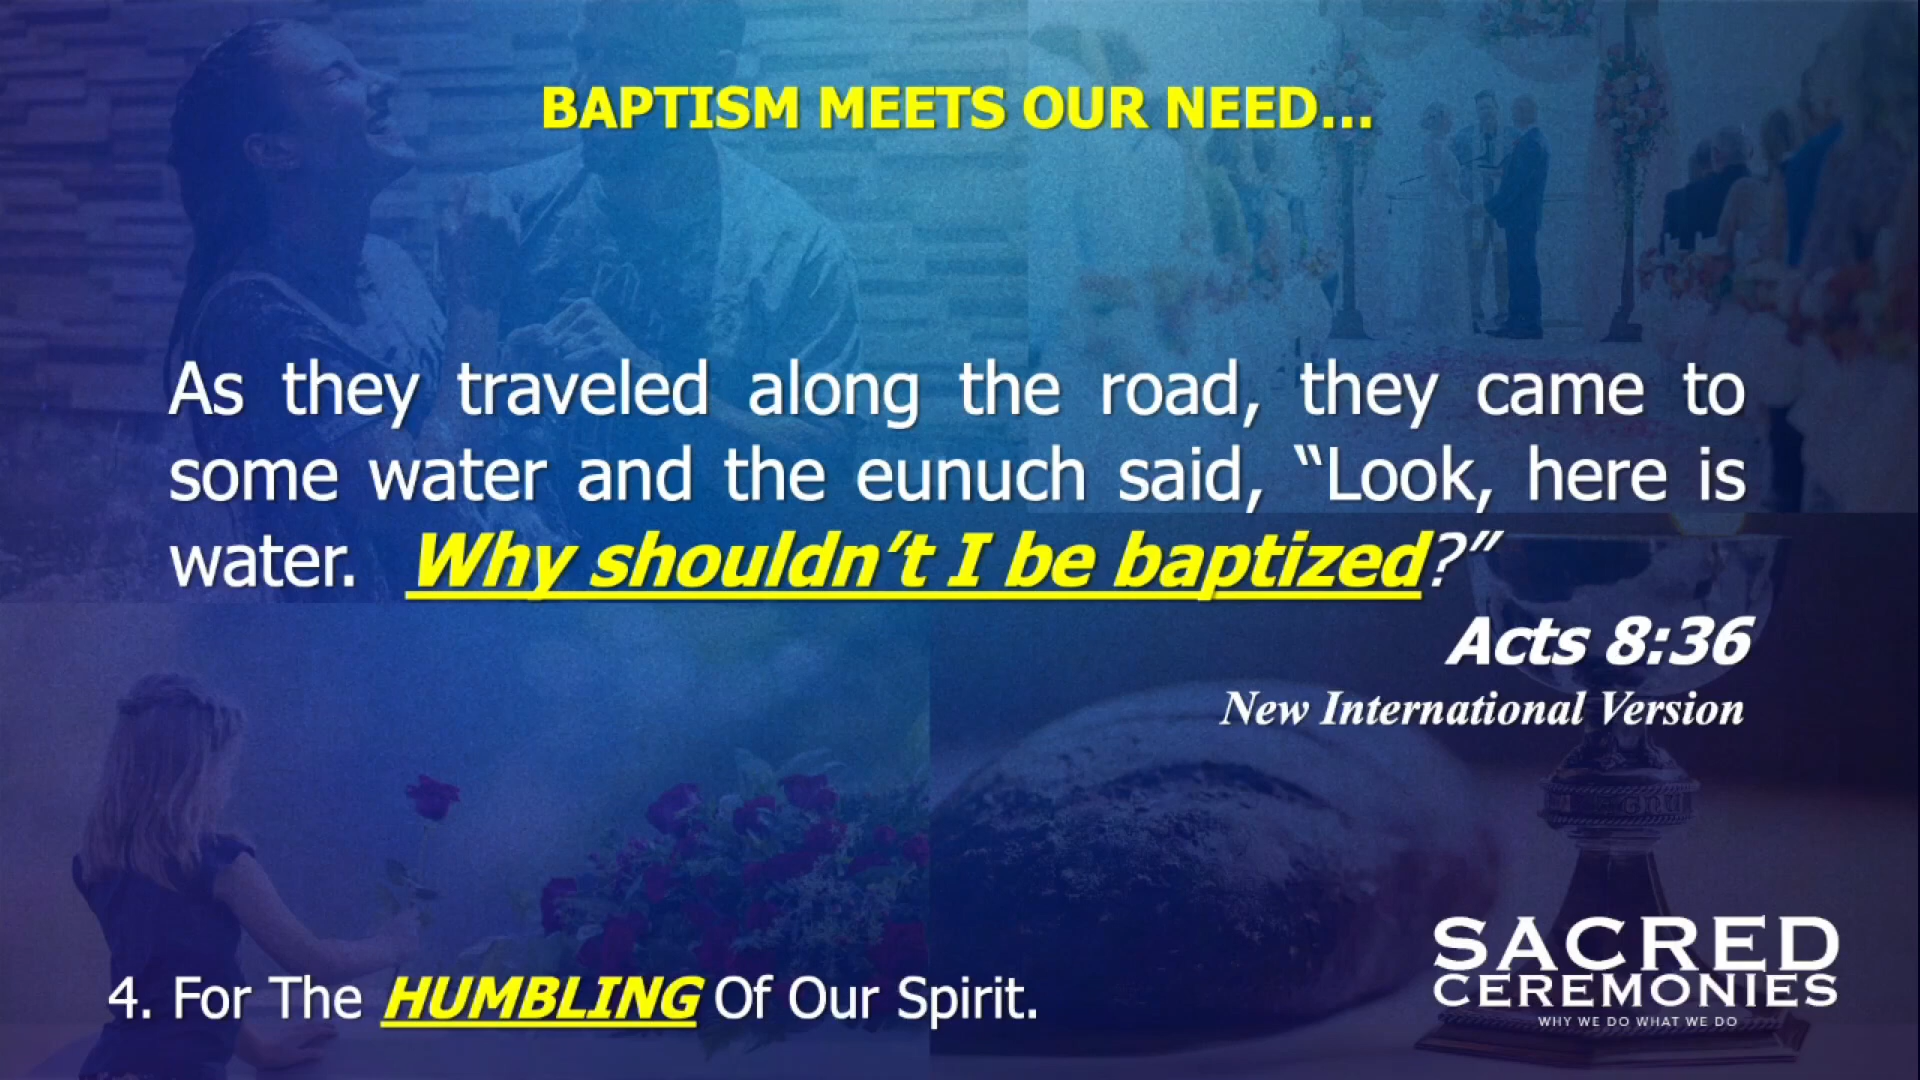 BAPTISM MEETS OUR NEED...
As they traveled along the road, they came to
some water and the eunuch said, “Look, here is
water. Why shouldn’t I be baptized?”
Acts 8:36
New International Version
4. For The HUMBLING Of Our Spirit.
SACRED
CEREMONIES
WHY WE DO WHAT WE DO